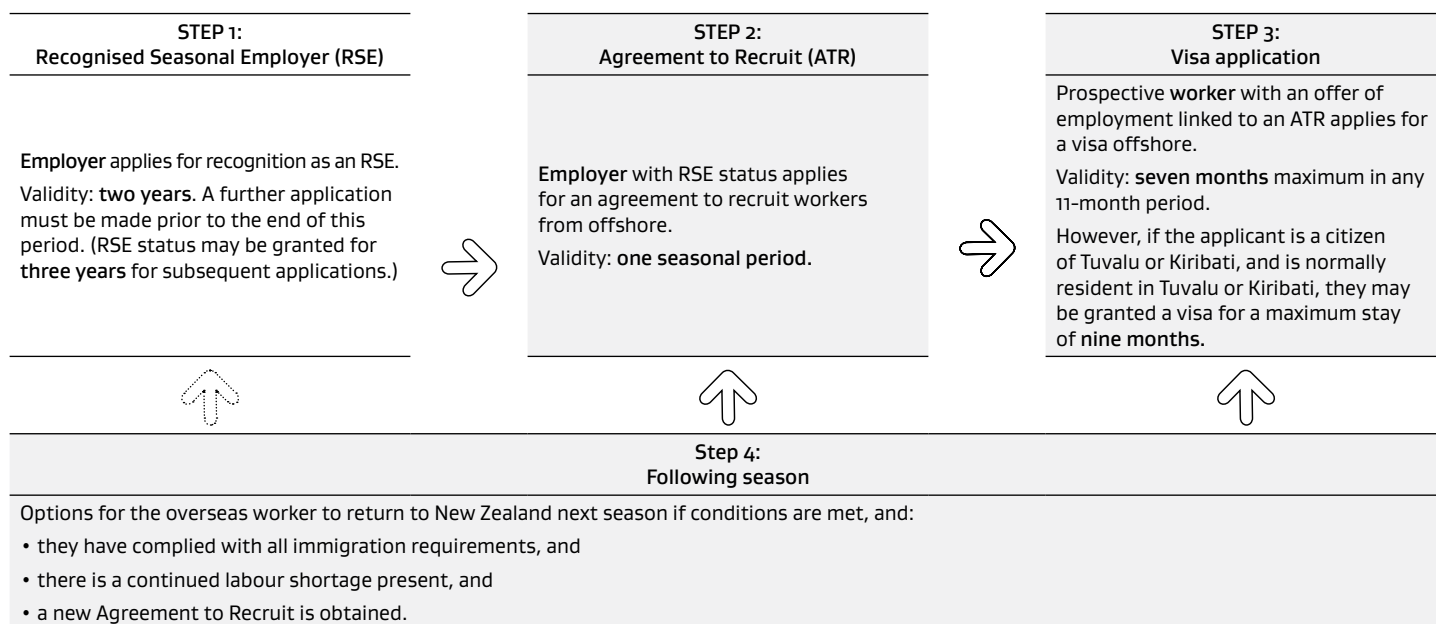 STEP 1:
Recognised Seasonal Employer (RSE)
Employer applies for recognition as an RSE.
Validity: two years. A further application
must be made prior to the end of this
period. (RSE status may be granted for
three years for subsequent applications.)
STEP 2:
Agreement to Recruit (ATR)
Employer with RSE status applies
for an agreement to recruit workers
from offshore.
Validity: one seasonal period.
STEP 3:
Visa application
Prospective worker with an offer of
employment linked to an ATR applies for
a visa offshore.
Validity: seven months maximum in any
11-month period.
However, if the applicant is a citizen
of Tuvalu or Kiribati, and is normally
resident in Tuvalu or Kiribati, they may
be granted a visa for a maximum stay
of nine months.
Step 4:
Following season
Options for the overseas worker to return to New Zealand next season if conditions are met, and:
• they have complied with all immigration requirements, and
• there is a continued labour shortage present, and
• a new Agreement to Recruit is obtained.